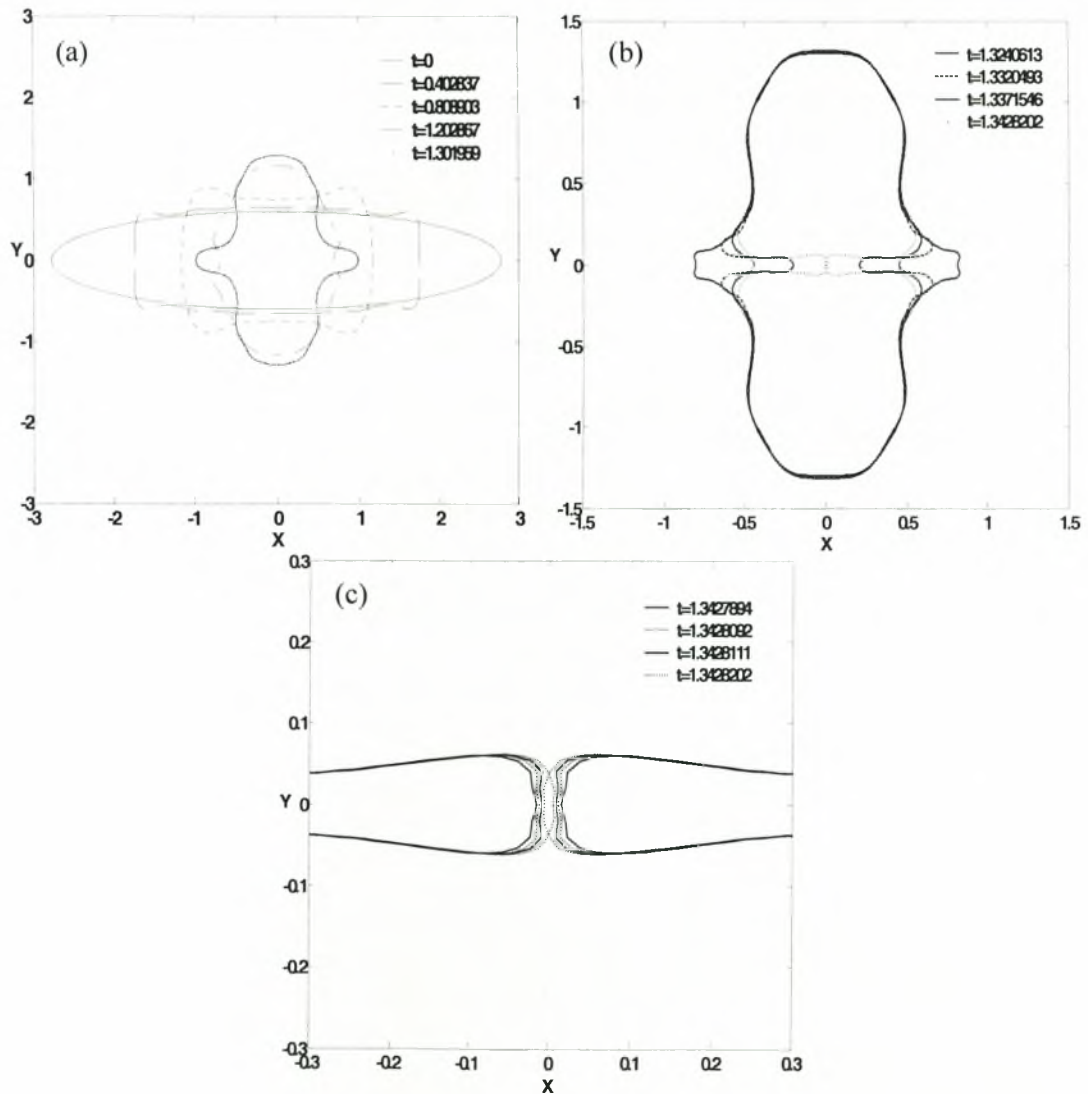 (a)
t=0
t=0.402837
t=0.808903
t=1.202867
t=1.301959
3
2
1
Y 0
-1
-2
-3
-3 -2 -1 0 1 2 3
X
(b)
t=1.3240613
t=1.3320493
t=1.3371546
t=1.3428202
1.5
1
0.5
Y 0
-0.5
-1
-1.5
-1.5 -1 -0.5 0 0.5 1 1.5
X
(c)
t=1.3427894
t=1.3428092
t=1.3428111
t=1.3428202
0.3
0.2
0.1
Y 0
-0.1
-0.2
-0.3
-0.3 -0.2 -0.1 0 0.1 0.2 0.3
X